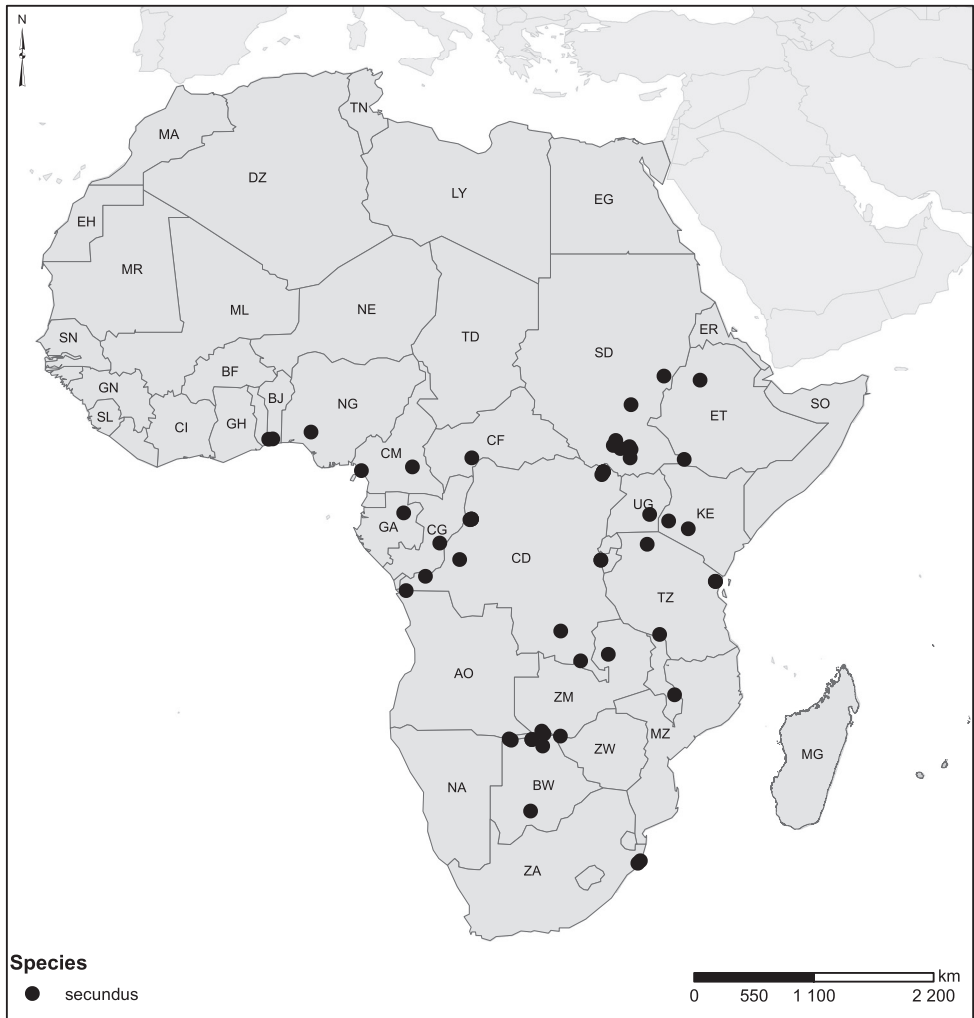 N
TN
MA
DZ
LY
EG
EH
MR
ML
NE
TD
SD
ER
SN
BF
GN
BJ
NG
ET
SO
SL
CI
GH
CM
CF
UG
KE
GA
CG
CD
TZ
AO
ZM
MZ
ZW
MG
NA
BW
ZA
Species
secundus
km
0 550 1 100 2 200